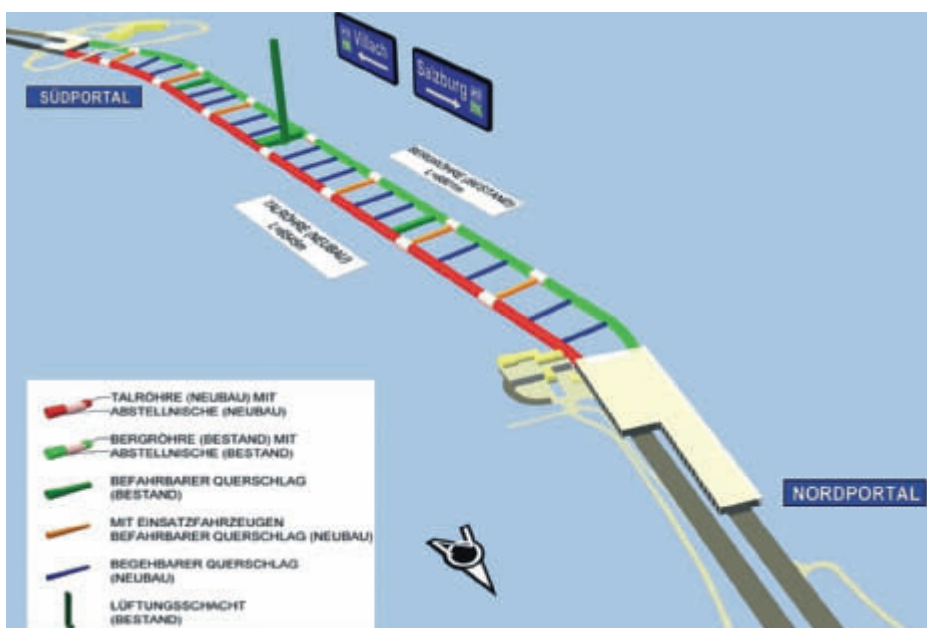 Villach
Salzburg
SÜDPORTAL
BERGRÖHRE (BESTAND)
TALRÖHRE (NEUBAU)
TALRÖHRE (NEUBAU) MIT
ABSTELLNISCHE (NEUBAU)
BERGRÖHRE (BESTAND) MIT
ABSTELLNISCHE (BESTAND)
BEFAHRBARER QUERSCHLAG
(BESTAND)
MIT EINSATZFAHRZEUGEN
BEFAHRBARER QUERSCHLAG (NEUBAU)
BEGEHBARER QUERSCHLAG
(NEUBAU)
LÜFTUNGSSCHACHT
(BESTAND)
NORDPORTAL